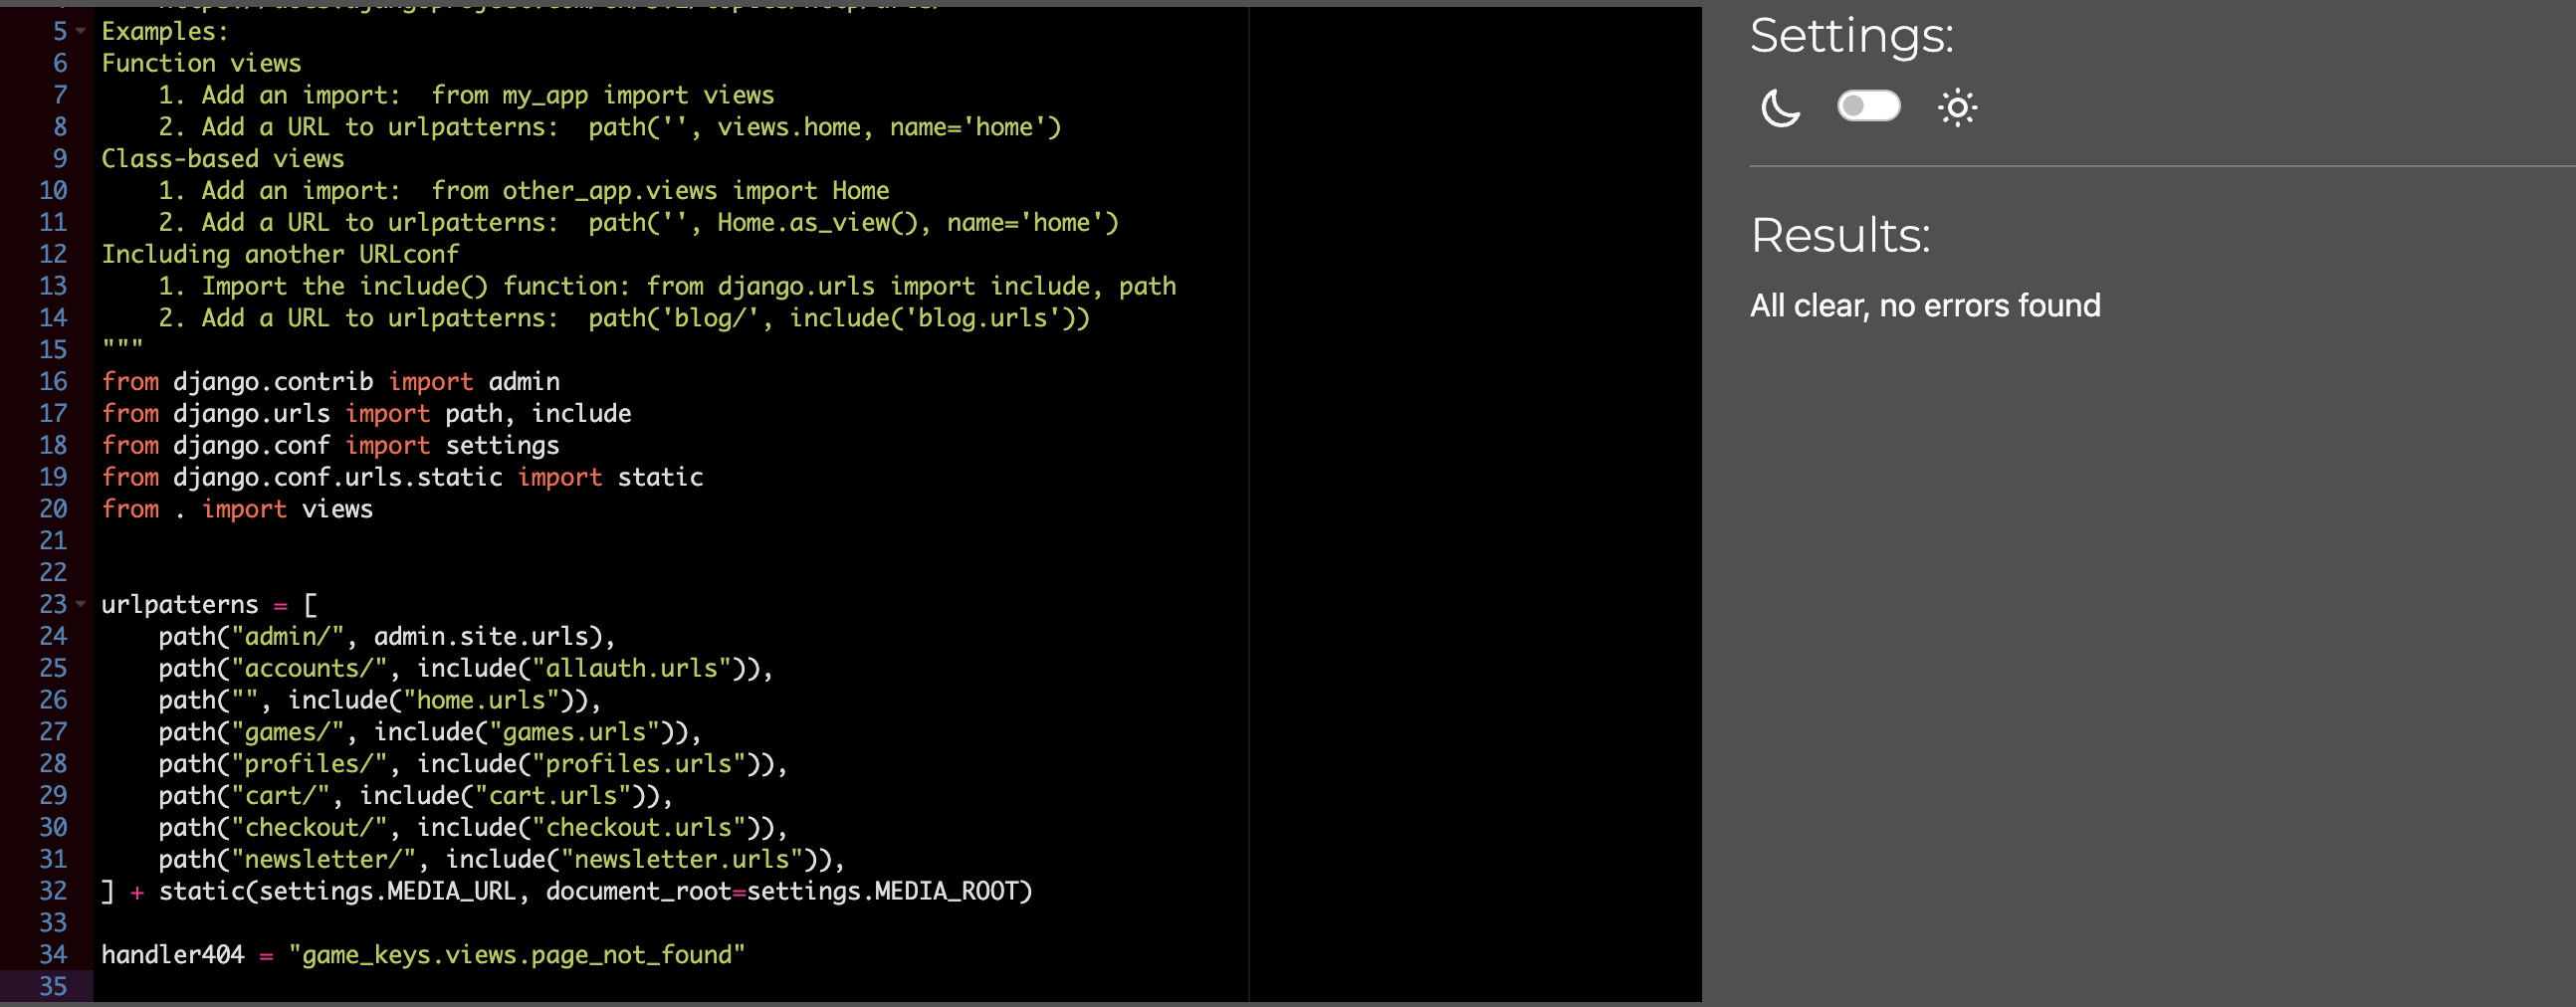 5 Examples:
6 Function views
7     1. Add an import:  from my_app import views
8     2. Add a URL to urlpatterns:  path('', views.home, name='home')
9 Class-based views
10     1. Add an import:  from other_app.views import Home
11     2. Add a URL to urlpatterns:  path('', Home.as_view(), name='home')
12 Including another URLconf
13     1. Import the include() function: from django.urls import include, path
14     2. Add a URL to urlpatterns:  path('blog/', include('blog.urls'))
15 """
16 from django.contrib import admin
17 from django.urls import path, include
18 from django.conf import settings
19 from django.conf.urls.static import static
20 from . import views
21
22
23 urlpatterns = [
24     path("admin/", admin.site.urls),
25     path("accounts/", include("allauth.urls")),
26     path("", include("home.urls")),
27     path("games/", include("games.urls")),
28     path("profiles/", include("profiles.urls")),
29     path("cart/", include("cart.urls")),
30     path("checkout/", include("checkout.urls")),
31     path("newsletter/", include("newsletter.urls")),
32 ] + static(settings.MEDIA_URL, document_root=settings.MEDIA_ROOT)
33
34 handler404 = "game_keys.views.page_not_found"
35
Settings:
Results:
All clear, no errors found